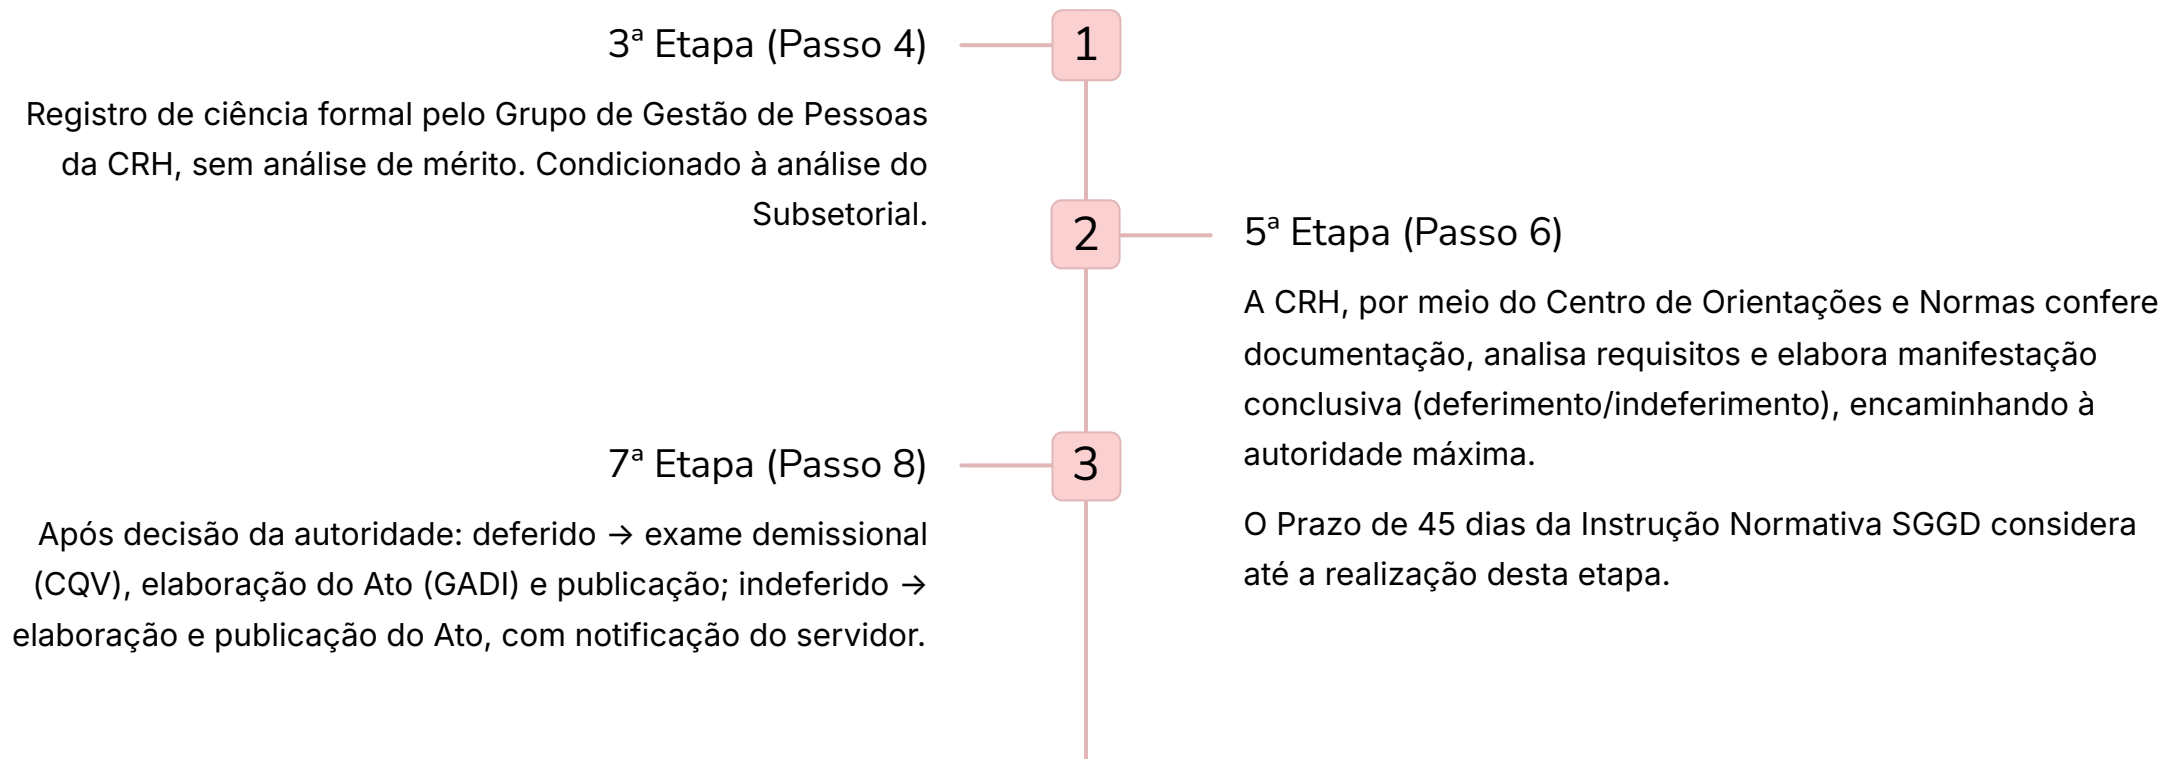 1
3ª Etapa (Passo 4)
Registro de ciência formal pelo Grupo de Gestão de Pessoas
da CRH, sem análise de mérito. Condicionado à análise do
Subsetorial.
2
5ª Etapa (Passo 6)
A CRH, por meio do Centro de Orientações e Normas confere
documentação, analisa requisitos e elabora manifestação
conclusiva (deferimento/indeferimento), encaminhando à
autoridade máxima.
O Prazo de 45 dias da Instrução Normativa SGGD considera
até a realização desta etapa.
3
7ª Etapa (Passo 8)
Após decisão da autoridade: deferido → exame demissional
(CQV), elaboração do Ato (GADI) e publicação; indeferido →
elaboração e publicação do Ato, com notificação do servidor.